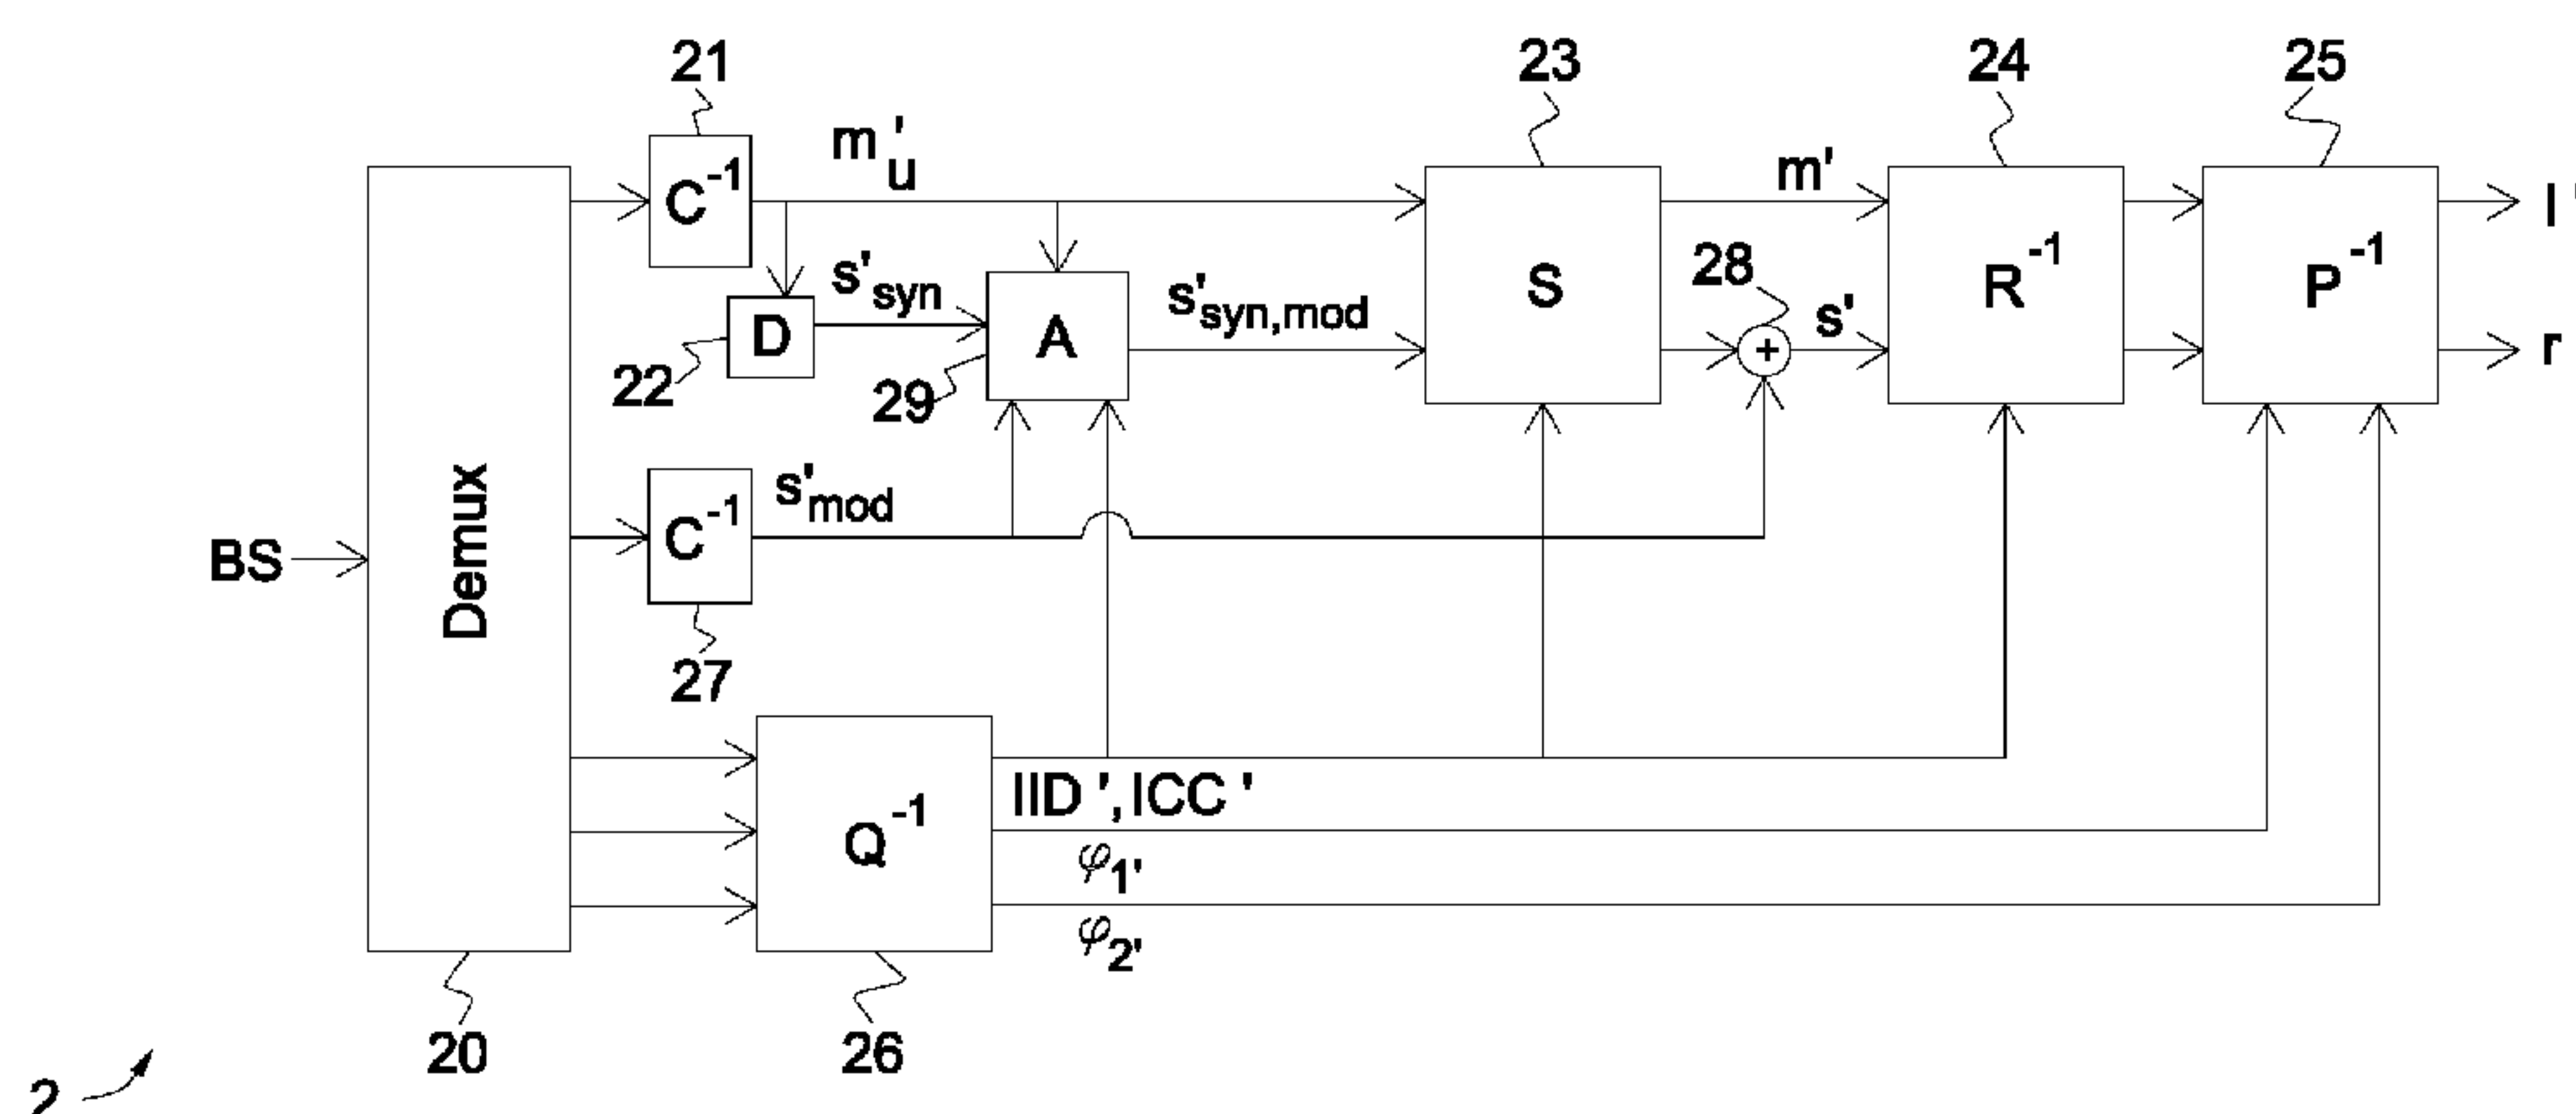 21
23
24
25
C⁻¹
m'ᵤ
S
m'
R⁻¹
P⁻¹
l'
D
s'syn
22
A
29
s'syn,mod
28
+
s'
r
BS
Demux
C⁻¹
s'mod
27
Q⁻¹
IID ', ICC '
φ1'
φ2'
20
26
2